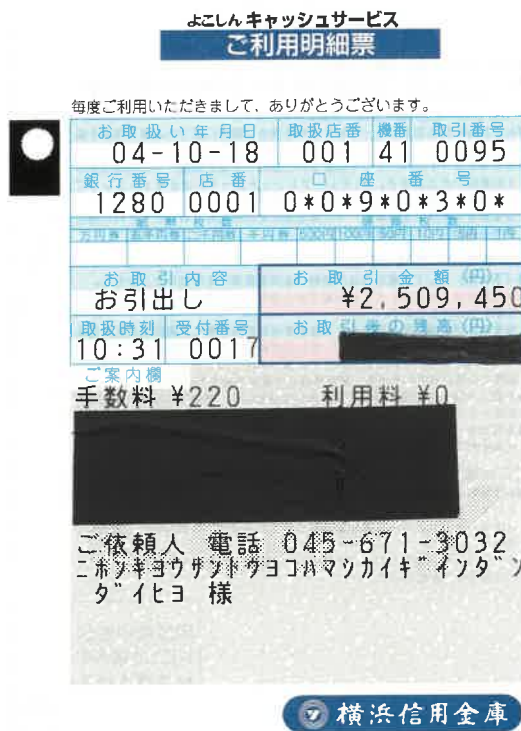 よこしんキャッシュサービス
ご利用明細票
毎度ご利用いただきまして、ありがとうございます。
お取扱い年月日 取扱店番 機番 取引番号
04-10-18 001 41 0095
銀行番号 店番 口座番号
1280 0001 0*0*9*0*3*0*
お取引内容 お取引金額(円)
お引出し ¥2,509,450
取扱時刻 受付番号 お取引後の残高(円)
10:31 0017
ご案内欄
手数料 ¥220 利用料 ¥0
ご依頼人 電話 045-671-3032
ニホンキヨウサントウヨコハマシカイギインダン
ダイヒヨ 様
横浜信用金庫